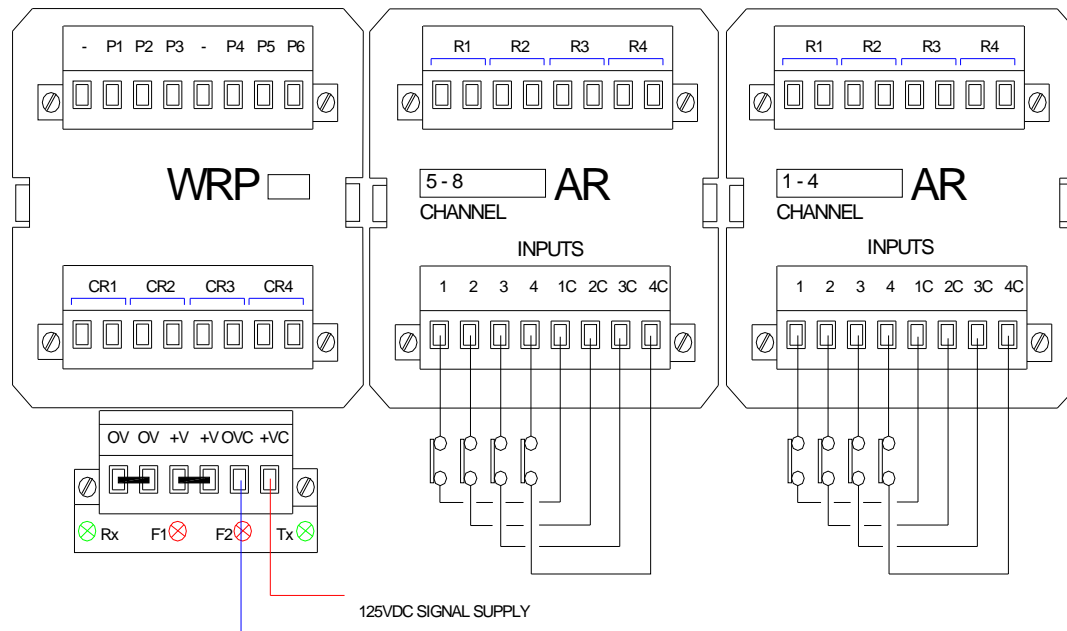 - P1 P2 P3 - P4 P5 P6
WRP
CR1 CR2 CR3 CR4
OV OV +V +V OVC +VC
Rx F1 F2 Tx
125VDC SIGNAL SUPPLY
R1 R2 R3 R4
5 - 8 AR
CHANNEL
INPUTS
1 2 3 4 1C 2C 3C 4C
R1 R2 R3 R4
1 - 4 AR
CHANNEL
INPUTS
1 2 3 4 1C 2C 3C 4C